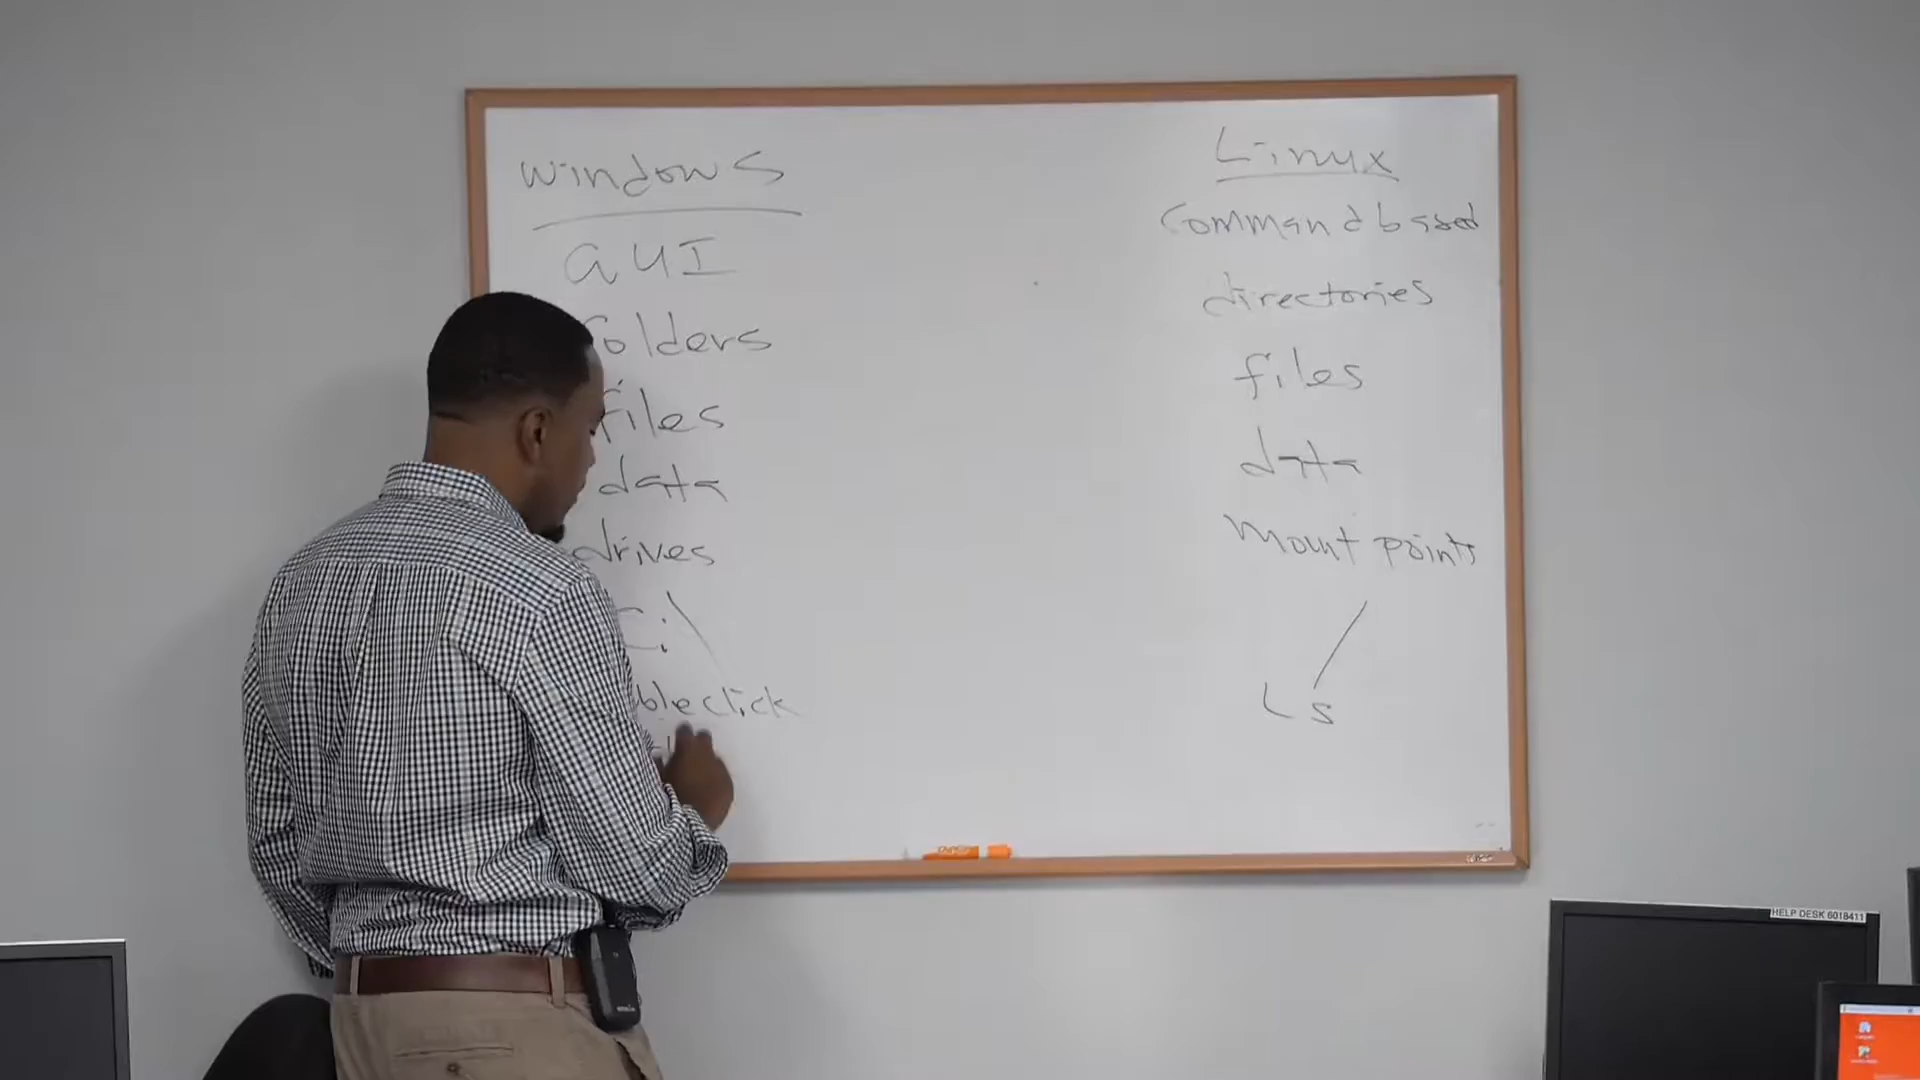 windows
GUI
folders
files
data
drives
C:\
click
Linux
Command based
directories
files
data
mount points
/
Ls
EXPO
HELP DESK 6018411